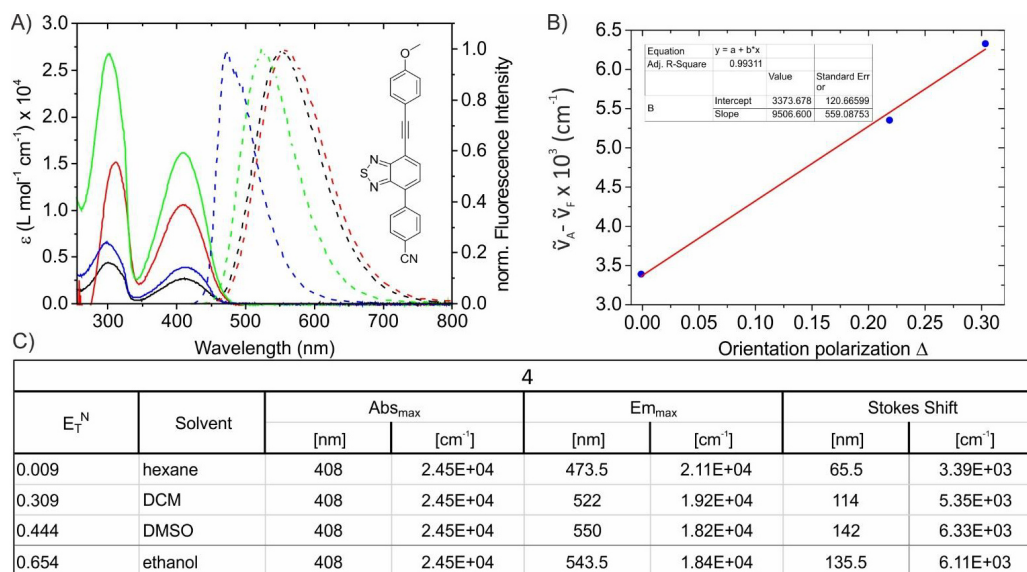 A)
3.0
2.5
2.0
1.5
1.0
0.5
0.0
ε (L mol⁻¹ cm⁻¹) x 10⁴
300 400 500 600 700 800
Wavelength (nm)
1.0
0.8
0.6
0.4
0.2
0.0
norm. Fluorescence Intensity
O
N
S
N
CN
B)
6.5
6.0
5.5
5.0
4.5
4.0
3.5
3.0
ṽA- ṽF x 10³ (cm⁻¹)
Equation y = a + b*x
Adj. R-Square 0.99311
Value Standard Err
or
B Intercept 3373.678 120.66599
Slope 9506.600 559.08753
0.00 0.05 0.10 0.15 0.20 0.25 0.30
Orientation polarization Δ
C)
4
E_T^N Solvent Abs_max Em_max Stokes Shift
[nm] [cm⁻¹] [nm] [cm⁻¹] [nm] [cm⁻¹]
0.009 hexane 408 2.45E+04 473.5 2.11E+04 65.5 3.39E+03
0.309 DCM 408 2.45E+04 522 1.92E+04 114 5.35E+03
0.444 DMSO 408 2.45E+04 550 1.82E+04 142 6.33E+03
0.654 ethanol 408 2.45E+04 543.5 1.84E+04 135.5 6.11E+03